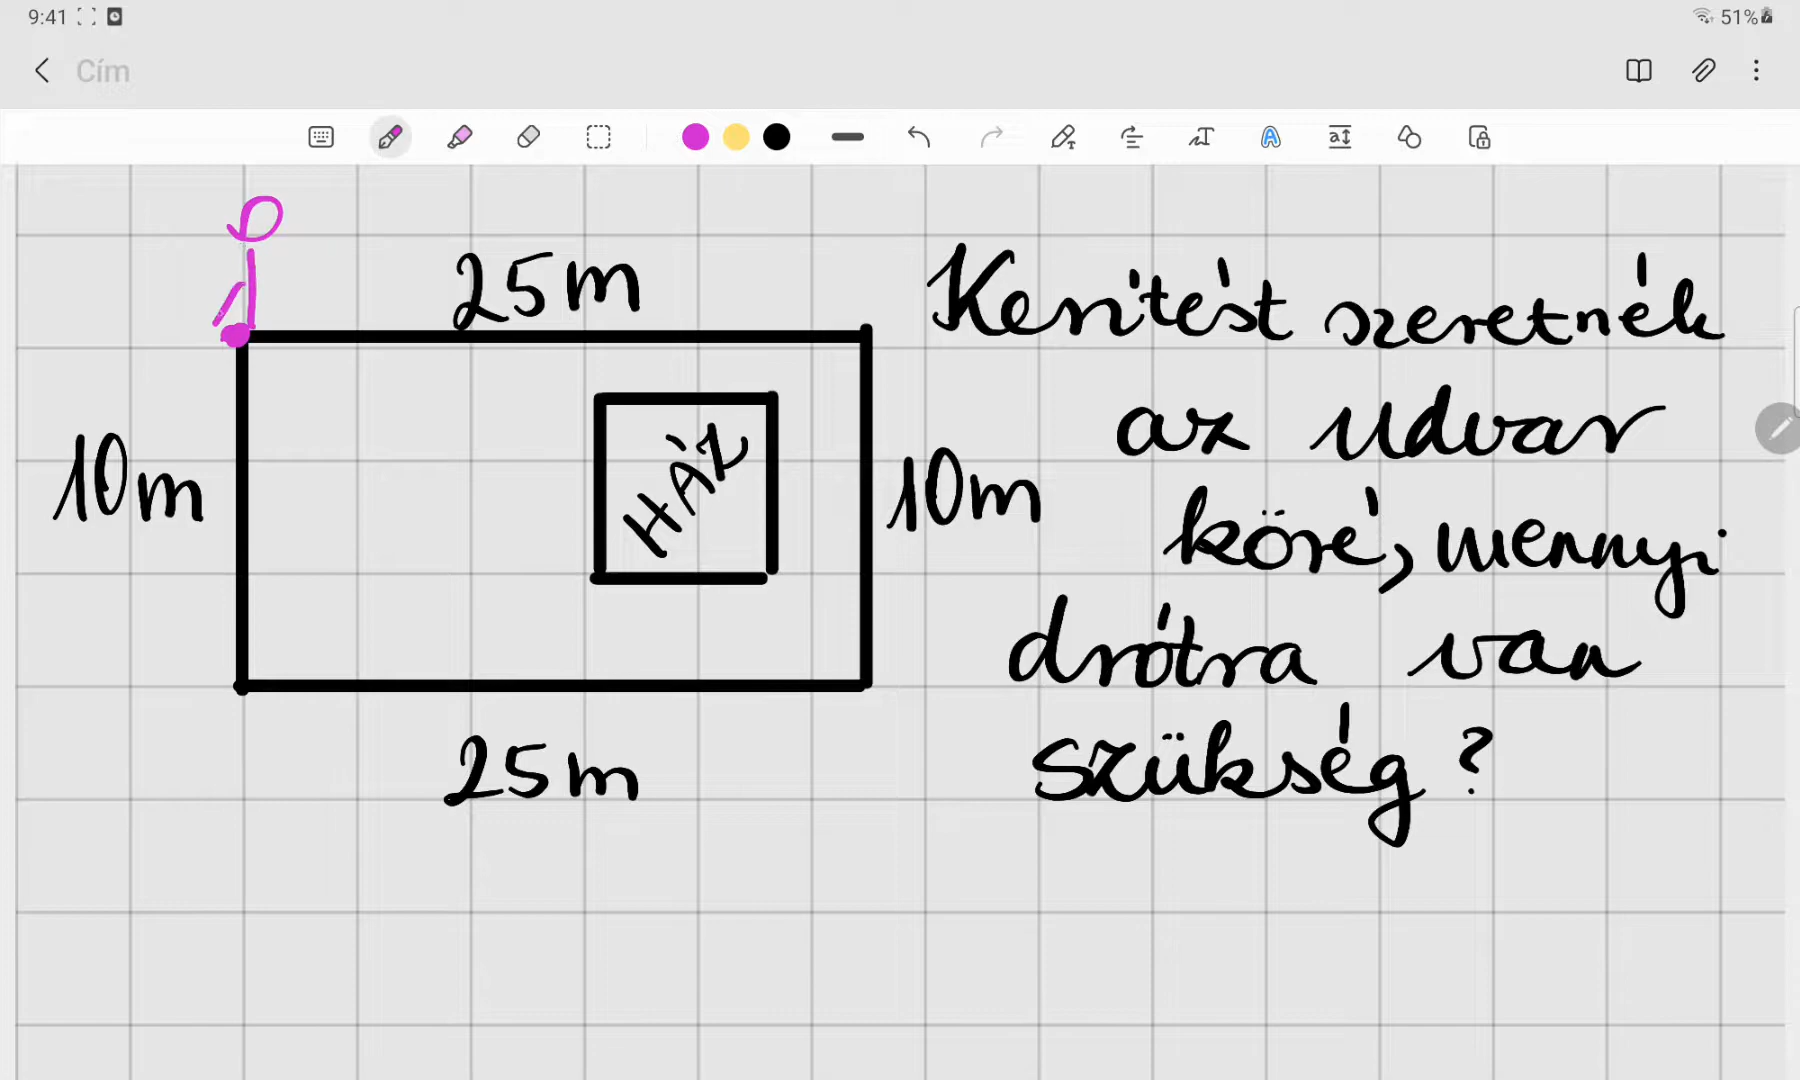 9:41
51%
Cím
25m
10m
HÁZ
10m
25m
Kerítést szeretnék
az udvar
köré, mennyi
drótra van
szükség?